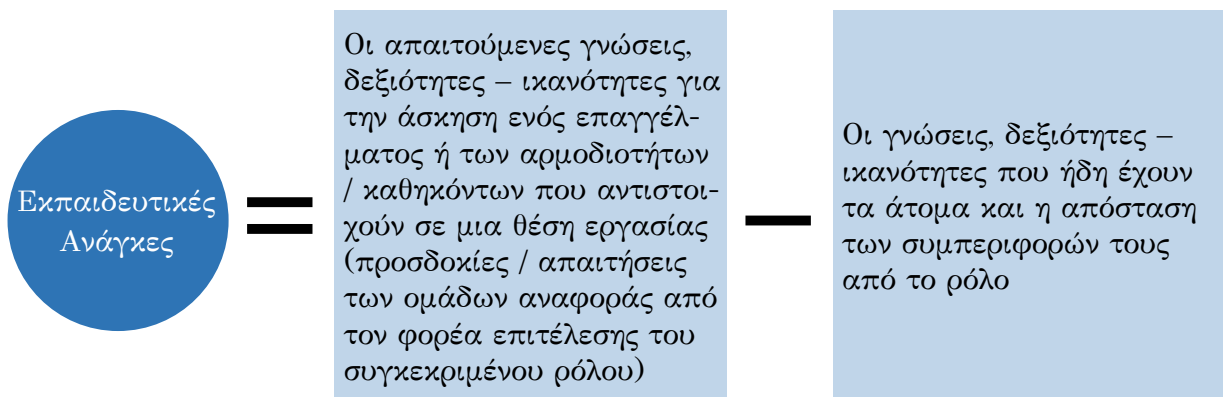 Εκπαιδευτικές
Ανάγκες
=
Οι απαιτούμενες γνώσεις,
δεξιότητες – ικανότητες για
την άσκηση ενός επαγγέλ-
ματος ή των αρμοδιοτήτων
/ καθηκόντων που αντιστοι-
χούν σε μια θέση εργασίας
(προσδοκίες / απαιτήσεις
των ομάδων αναφοράς από
τον φορέα επιτέλεσης του
συγκεκριμένου ρόλου)
–
Οι γνώσεις, δεξιότητες –
ικανότητες που ήδη έχουν
τα άτομα και η απόσταση
των συμπεριφορών τους
από το ρόλο